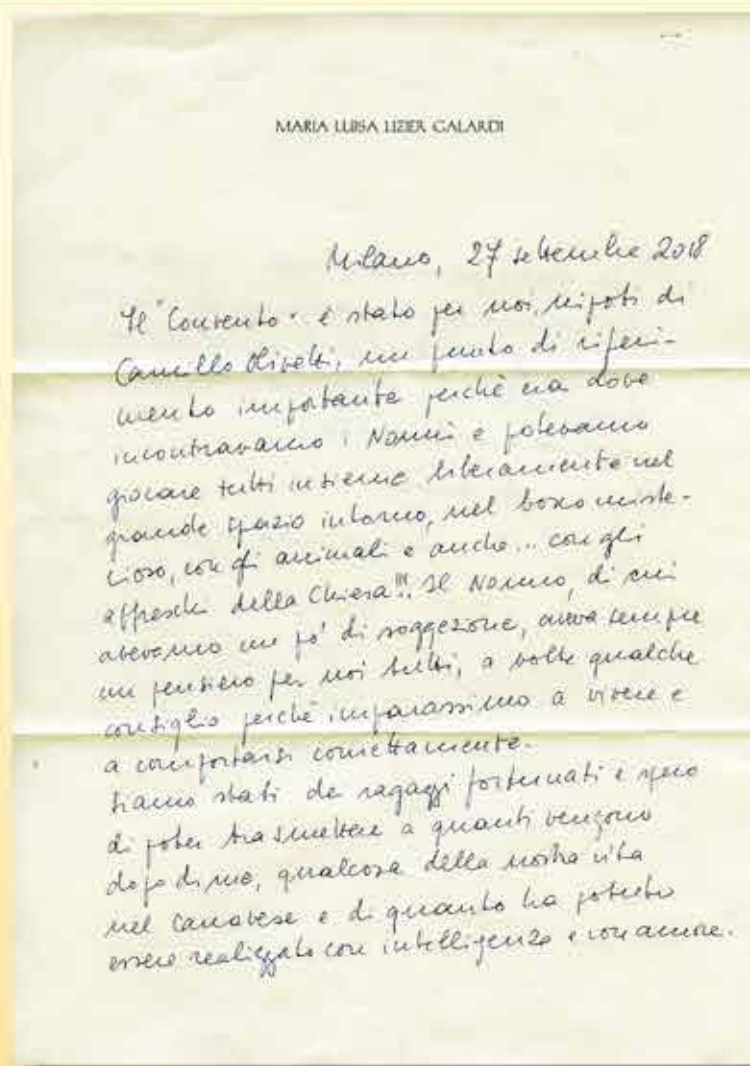 MARIA LUISA LIZIER GALARDI
Milano, 27 settembre 2018
Il "Convento" è stato per noi, nipoti di
Camillo Olivetti, un punto di riferi-
mento importante perchè era dove
incontravamo i Nonni e potevamo
giocare tutti insieme liberamente nel
grande spazio intorno, nel bosco miste-
rioso, con gli animali e anche... con gli
affreschi della Chiesa!!! Il Nonno, di cui
avevamo un pò di soggezione, aveva sempre
un pensiero per noi tutti, a volte qualche
consiglio perchè imparassimo a vivere e
a comportarsi correttamente.
Siamo stati dei ragazzi fortunati e spero
di poter trasmettere a quanti vengono
dopo di me, qualcosa della nostra vita
nel Canavese e di quanto ha potuto
essere realizzato con intelligenza e con amore.